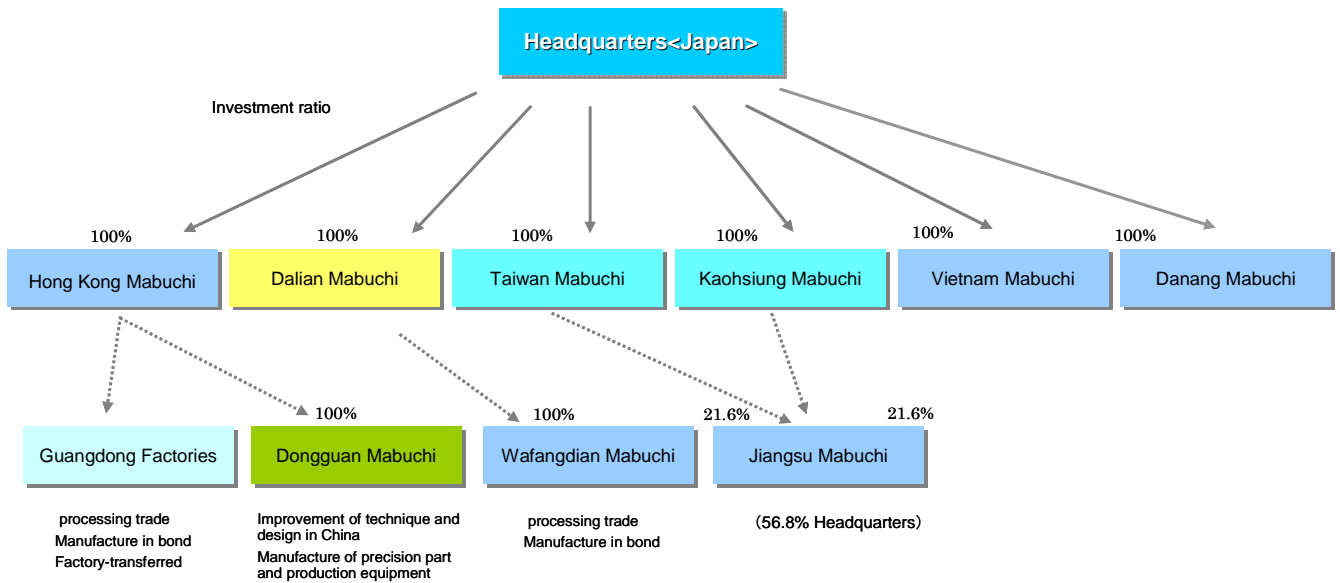 Headquarters<Japan>
Investment ratio
100%
100%
100%
100%
100%
100%
Hong Kong Mabuchi
Dalian Mabuchi
Taiwan Mabuchi
Kaohsiung Mabuchi
Vietnam Mabuchi
Danang Mabuchi
100%
100%
21.6%
21.6%
Guangdong Factories
Dongguan Mabuchi
Wafangdian Mabuchi
Jiangsu Mabuchi
processing trade
Manufacture in bond
Factory-transferred
Improvement of technique and
design in China
Manufacture of precision part
and production equipment
processing trade
Manufacture in bond
(56.8% Headquarters)